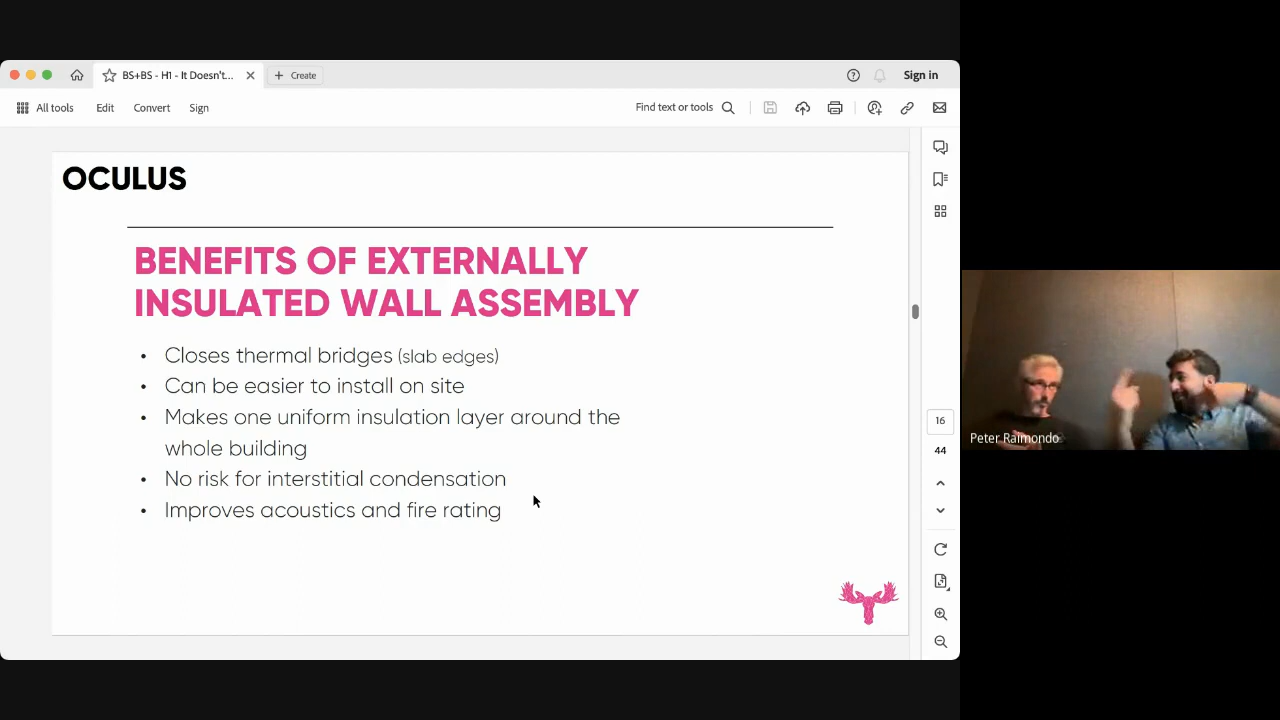 BS+BS - H1 - It Doesn't...
Create
Sign in
All tools
Edit
Convert
Sign
Find text or tools
OCULUS
BENEFITS OF EXTERNALLY
INSULATED WALL ASSEMBLY
• Closes thermal bridges (slab edges)
• Can be easier to install on site
• Makes one uniform insulation layer around the
whole building
• No risk for interstitial condensation
• Improves acoustics and fire rating
16
44
Peter Raimondo